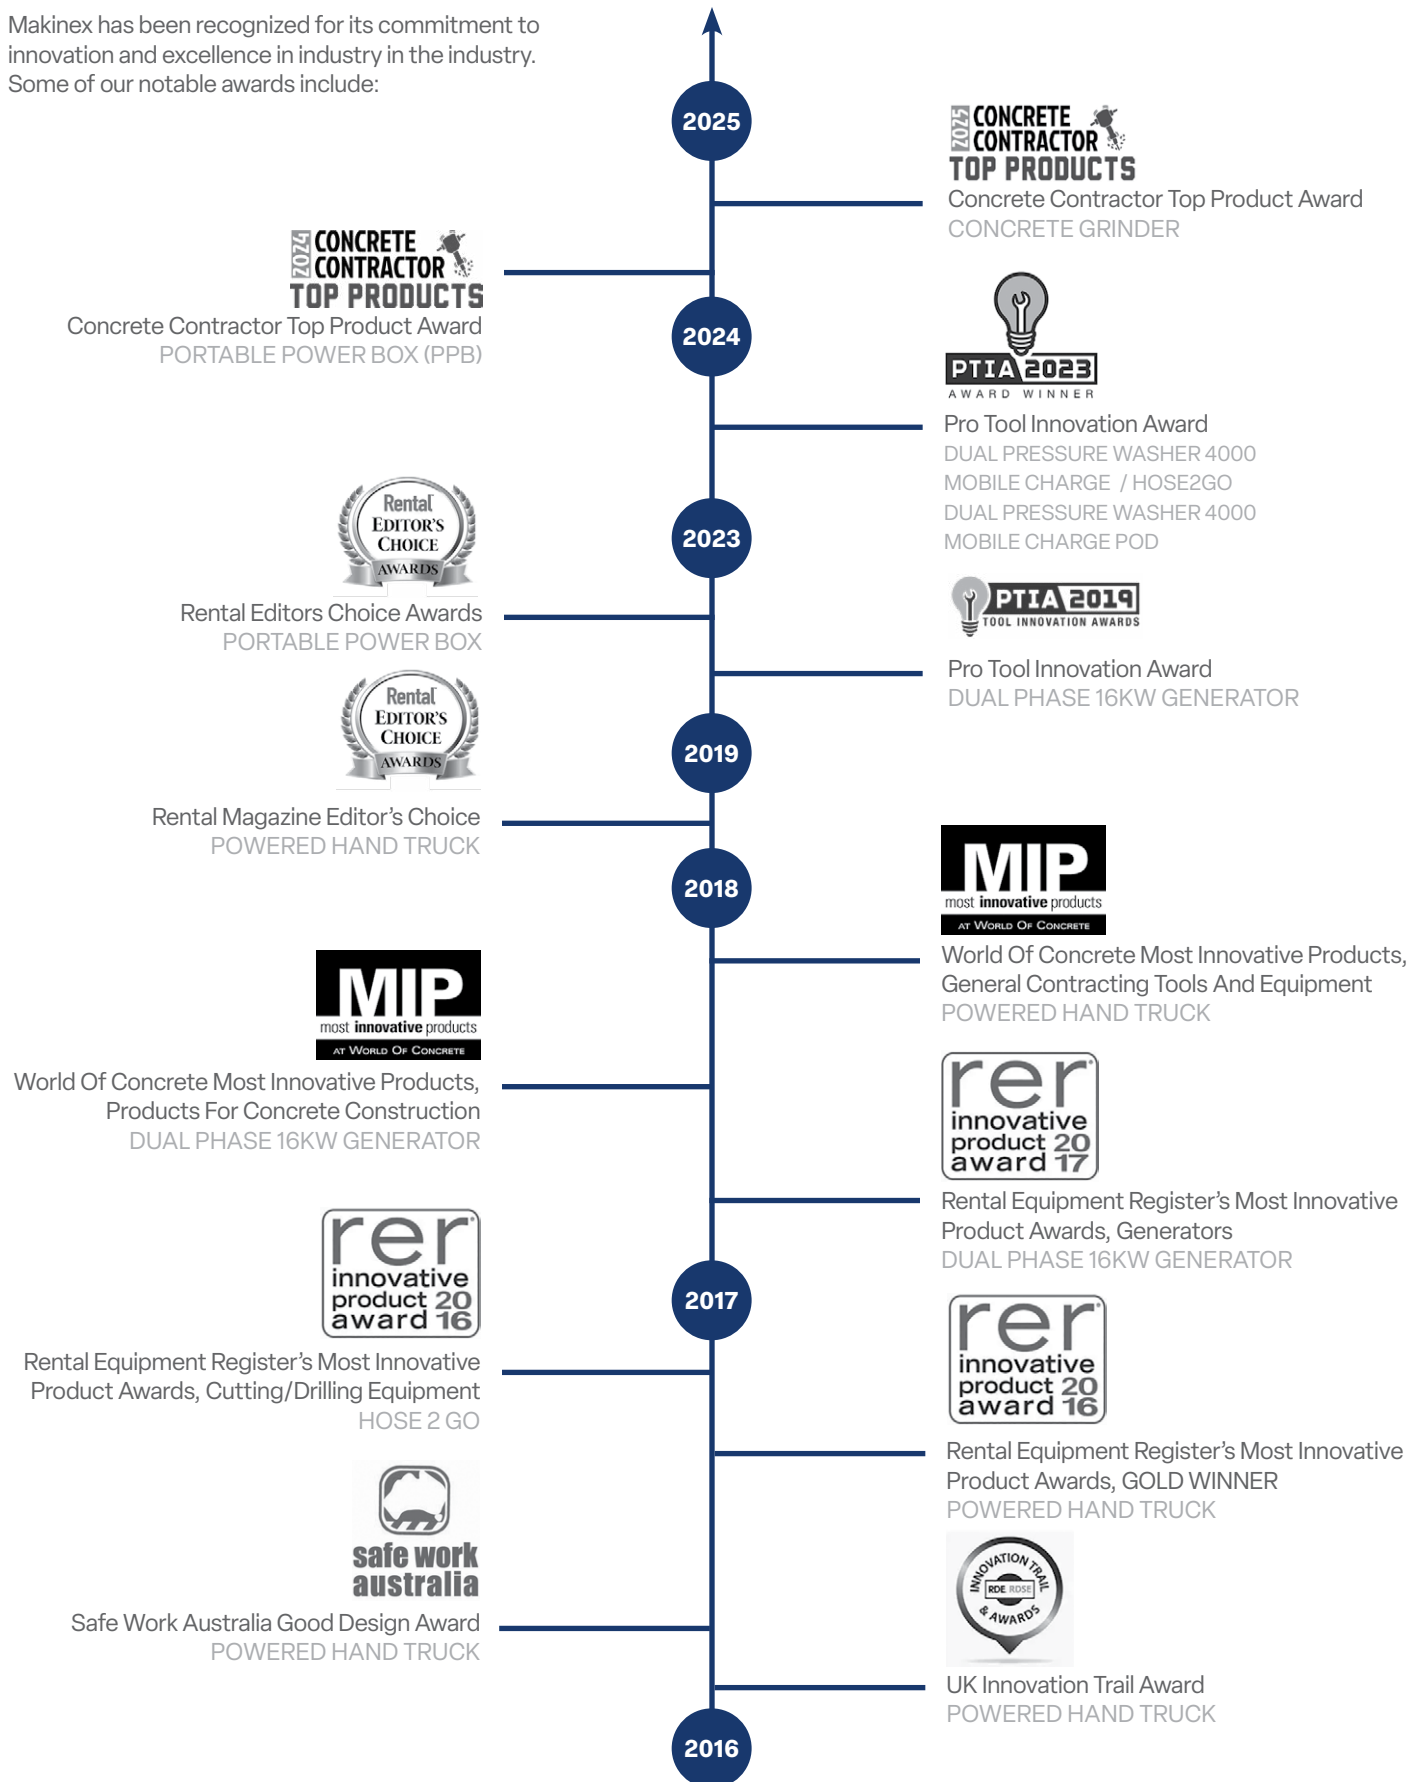 Makinex has been recognized for its commitment to
innovation and excellence in industry in the industry.
Some of our notable awards include:
2025
2025 CONCRETE
CONTRACTOR
TOP PRODUCTS
Concrete Contractor Top Product Award
CONCRETE GRINDER
2024 CONCRETE
CONTRACTOR
TOP PRODUCTS
Concrete Contractor Top Product Award
PORTABLE POWER BOX (PPB)
2024
PTIA 2023
AWARD WINNER
Pro Tool Innovation Award
DUAL PRESSURE WASHER 4000
MOBILE CHARGE / HOSE2GO
DUAL PRESSURE WASHER 4000
MOBILE CHARGE POD
Rental
EDITOR'S
CHOICE
AWARDS
Rental Editors Choice Awards
PORTABLE POWER BOX
2023
PTIA 2019
TOOL INNOVATION AWARDS
Pro Tool Innovation Award
DUAL PHASE 16KW GENERATOR
Rental
EDITOR'S
CHOICE
AWARDS
Rental Magazine Editor’s Choice
POWERED HAND TRUCK
2019
2018
MIP
most innovative products
AT WORLD OF CONCRETE
World Of Concrete Most Innovative Products,
General Contracting Tools And Equipment
POWERED HAND TRUCK
MIP
most innovative products
AT WORLD OF CONCRETE
World Of Concrete Most Innovative Products,
Products For Concrete Construction
DUAL PHASE 16KW GENERATOR
rer
innovative
product 20
award 17
Rental Equipment Register’s Most Innovative
Product Awards, Generators
DUAL PHASE 16KW GENERATOR
2017
rer
innovative
product 20
award 16
Rental Equipment Register’s Most Innovative
Product Awards, Cutting/Drilling Equipment
HOSE 2 GO
rer
innovative
product 20
award 16
Rental Equipment Register’s Most Innovative
Product Awards, GOLD WINNER
POWERED HAND TRUCK
safe work
australia
Safe Work Australia Good Design Award
POWERED HAND TRUCK
INNOVATION TRAIL
RDE RDSE
& AWARDS
UK Innovation Trail Award
POWERED HAND TRUCK
2016